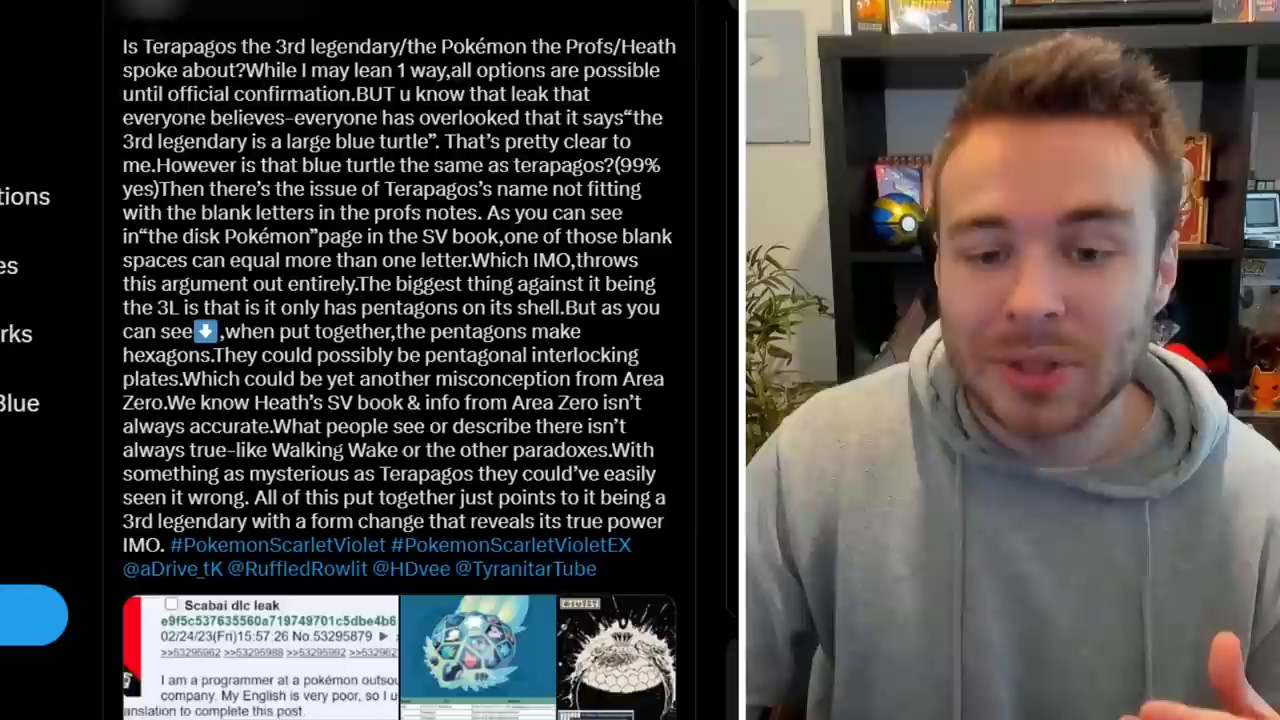 Is Terapagos the 3rd legendary/the Pokémon the Profs/Heath
spoke about?While I may lean 1 way,all options are possible
until official confirmation.BUT u know that leak that
everyone believes-everyone has overlooked that it says“the
3rd legendary is a large blue turtle”. That’s pretty clear to
me.However is that blue turtle the same as terapagos?(99%
yes)Then there’s the issue of Terapagos’s name not fitting
with the blank letters in the profs notes. As you can see
in“the disk Pokémon”page in the SV book,one of those blank
spaces can equal more than one letter.Which IMO,throws
this argument out entirely.The biggest thing against it being
the 3L is that is it only has pentagons on its shell.But as you
can see⬇️,when put together,the pentagons make
hexagons.They could possibly be pentagonal interlocking
plates.Which could be yet another misconception from Area
Zero.We know Heath’s SV book & info from Area Zero isn’t
always accurate.What people see or describe there isn’t
always true-like Walking Wake or the other paradoxes.With
something as mysterious as Terapagos they could’ve easily
seen it wrong. All of this put together just points to it being a
3rd legendary with a form change that reveals its true power
IMO. #PokemonScarletViolet #PokemonScarletVioletEX
@aDrive_tK @RuffledRowlit @HDvee @TyranitarTube
tions
es
rks
Blue
Scabai dlc leak
e9f5c537635560a719749701c5dbe4b6
02/24/23(Fri)15:57:26 No.53295879 ▶
>>53295962 >>53295988 >>53295992 >>532962
I am a programmer at a pokémon outsou
company. My English is very poor, so I u
anslation to complete this post.